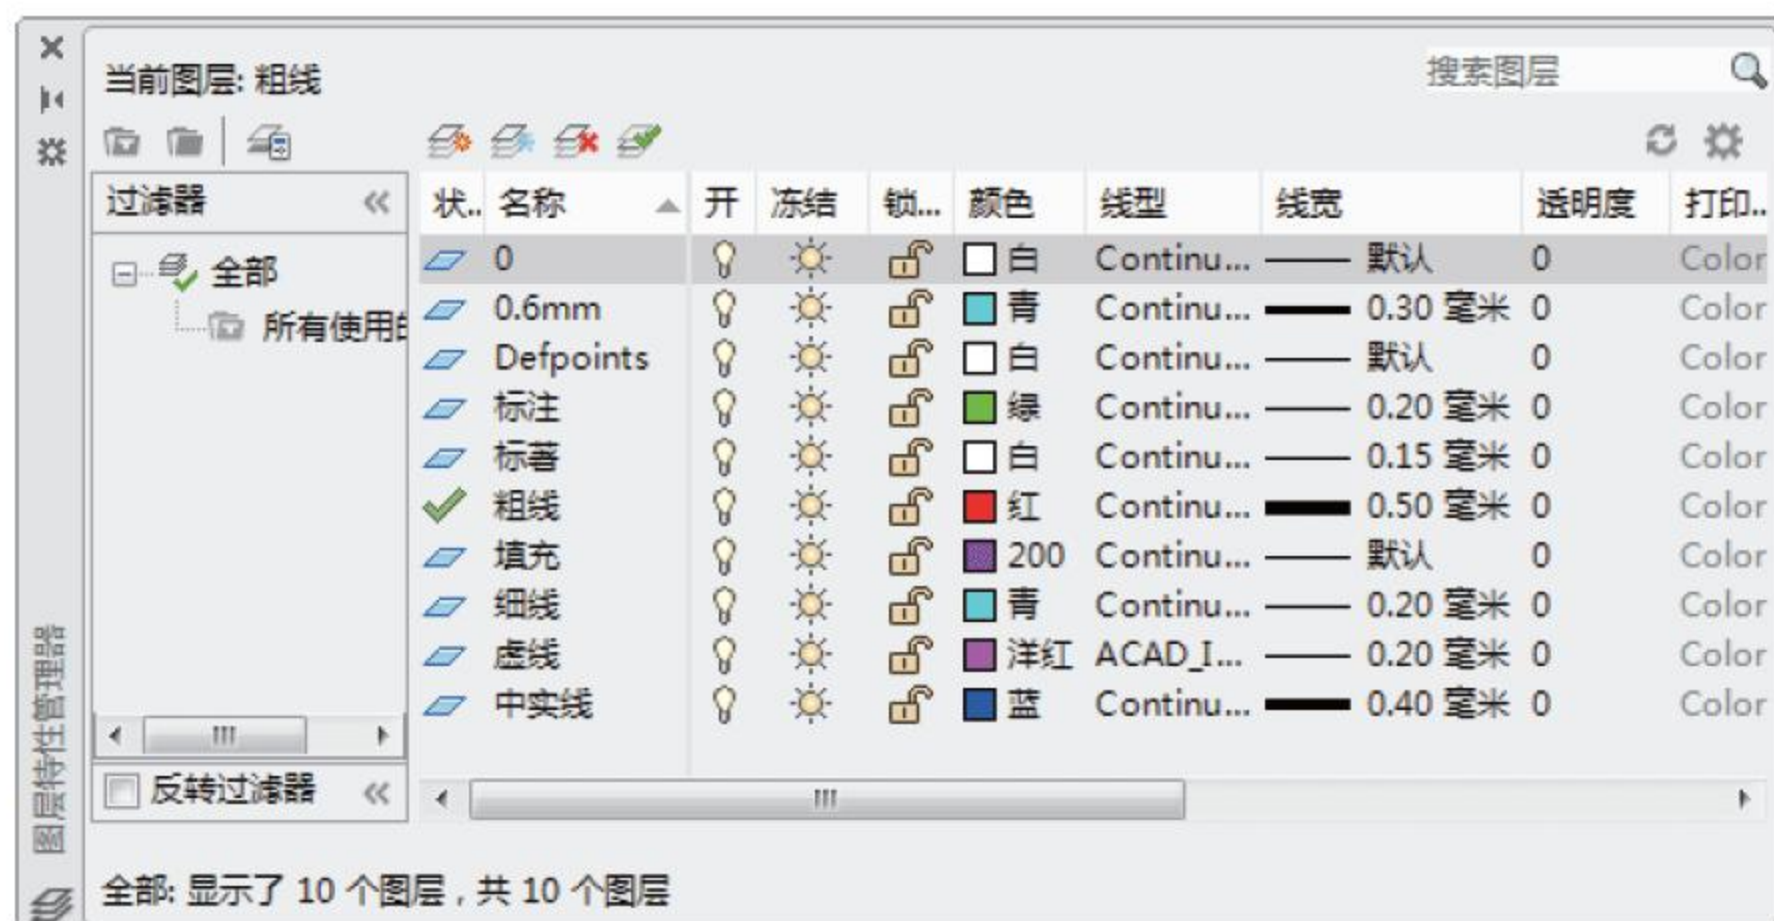 当前图层: 粗线
搜索图层
过滤器
状.. 名称 开 冻结 锁... 颜色 线型 线宽 透明度 打印..
全部
所有使用的
0 白 Continu... 默认 0 Color
0.6mm 青 Continu... 0.30 毫米 0 Color
Defpoints 白 Continu... 默认 0 Color
标注 绿 Continu... 0.20 毫米 0 Color
标著 白 Continu... 0.15 毫米 0 Color
粗线 红 Continu... 0.50 毫米 0 Color
填充 200 Continu... 默认 0 Color
细线 青 Continu... 0.20 毫米 0 Color
虚线 洋红 ACAD_I... 0.20 毫米 0 Color
中实线 蓝 Continu... 0.40 毫米 0 Color
反转过滤器
图层特性管理器
全部: 显示了 10 个图层，共 10 个图层